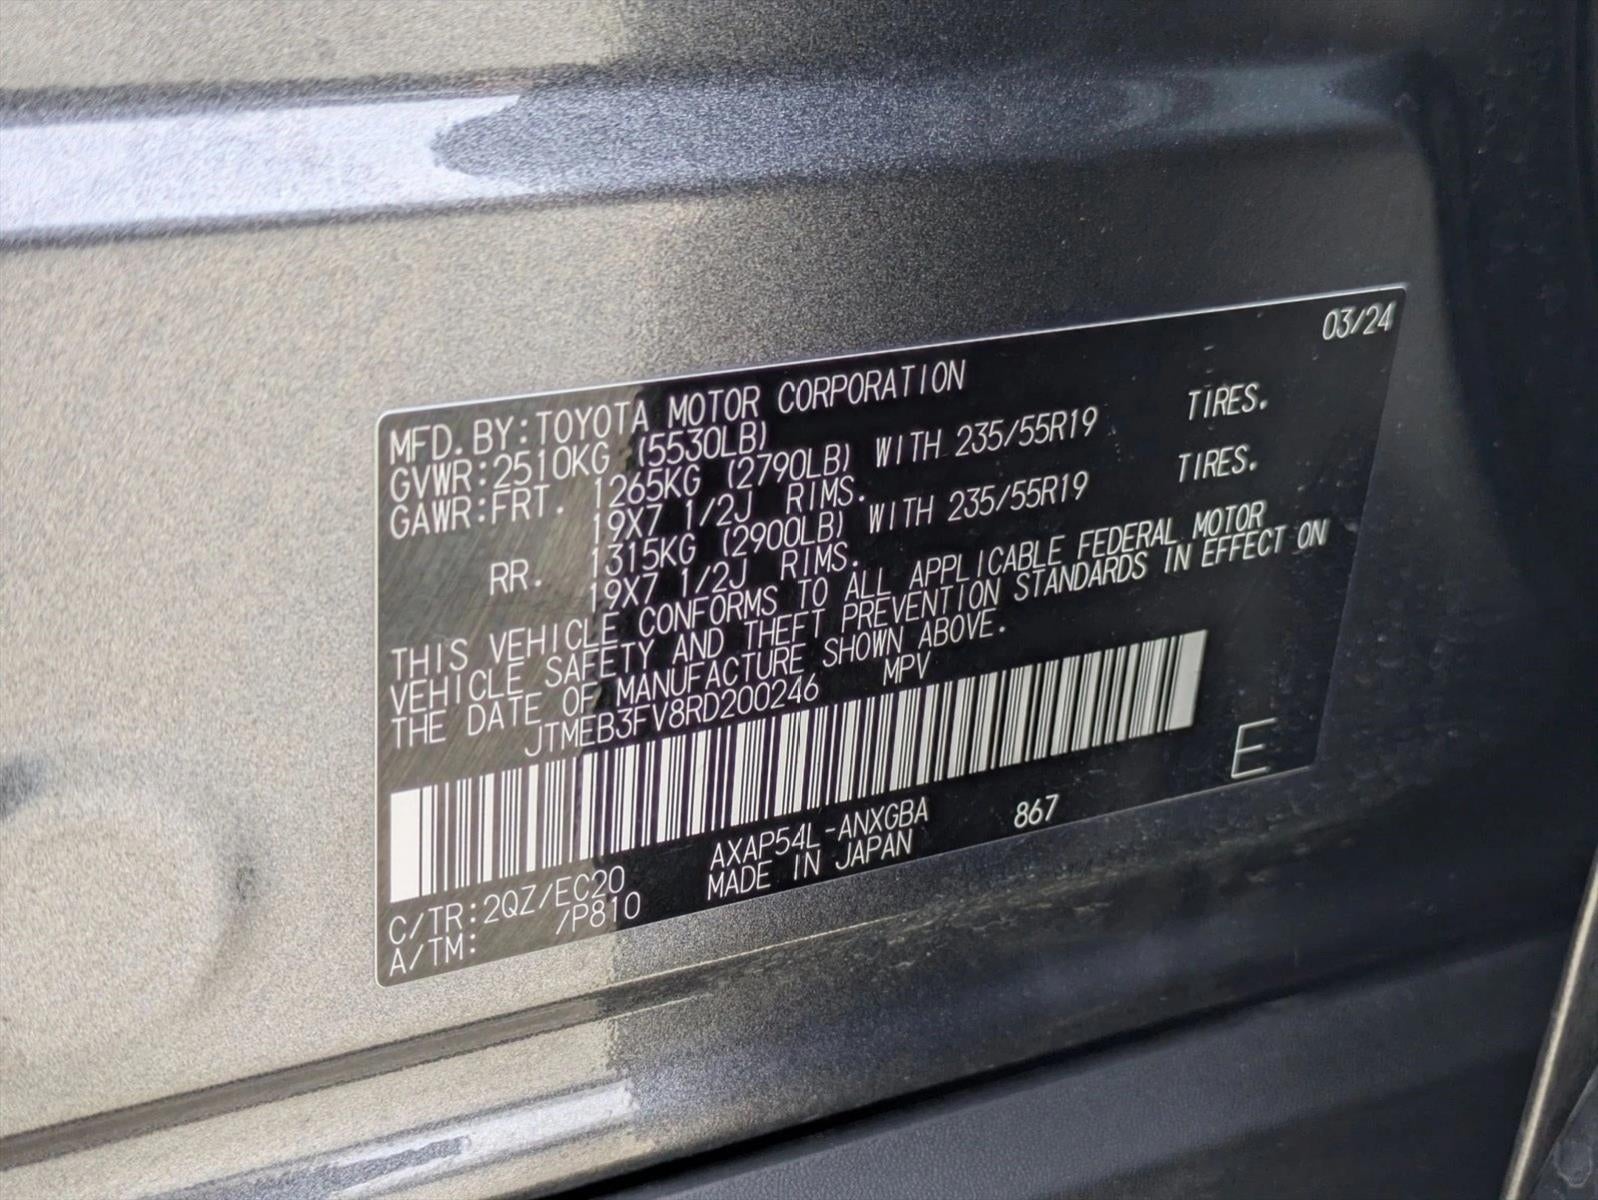 03/24
MFD.BY:TOYOTA MOTOR CORPORATION
GVWR:2510KG (5530LB)
GAWR:FRT. 1265KG (2790LB) WITH 235/55R19 TIRES.
19X7 1/2J RIMS.
RR. 1315KG (2900LB) WITH 235/55R19 TIRES.
19X7 1/2J RIMS.
THIS VEHICLE CONFORMS TO ALL APPLICABLE FEDERAL MOTOR
VEHICLE SAFETY AND THEFT PREVENTION STANDARDS IN EFFECT ON
THE DATE OF MANUFACTURE SHOWN ABOVE.
JTMEB3FV8RD200246 MPV
E
C/TR:2QZ/EC20 AXAP54L-ANXGBA 867
A/TM: /P810 MADE IN JAPAN